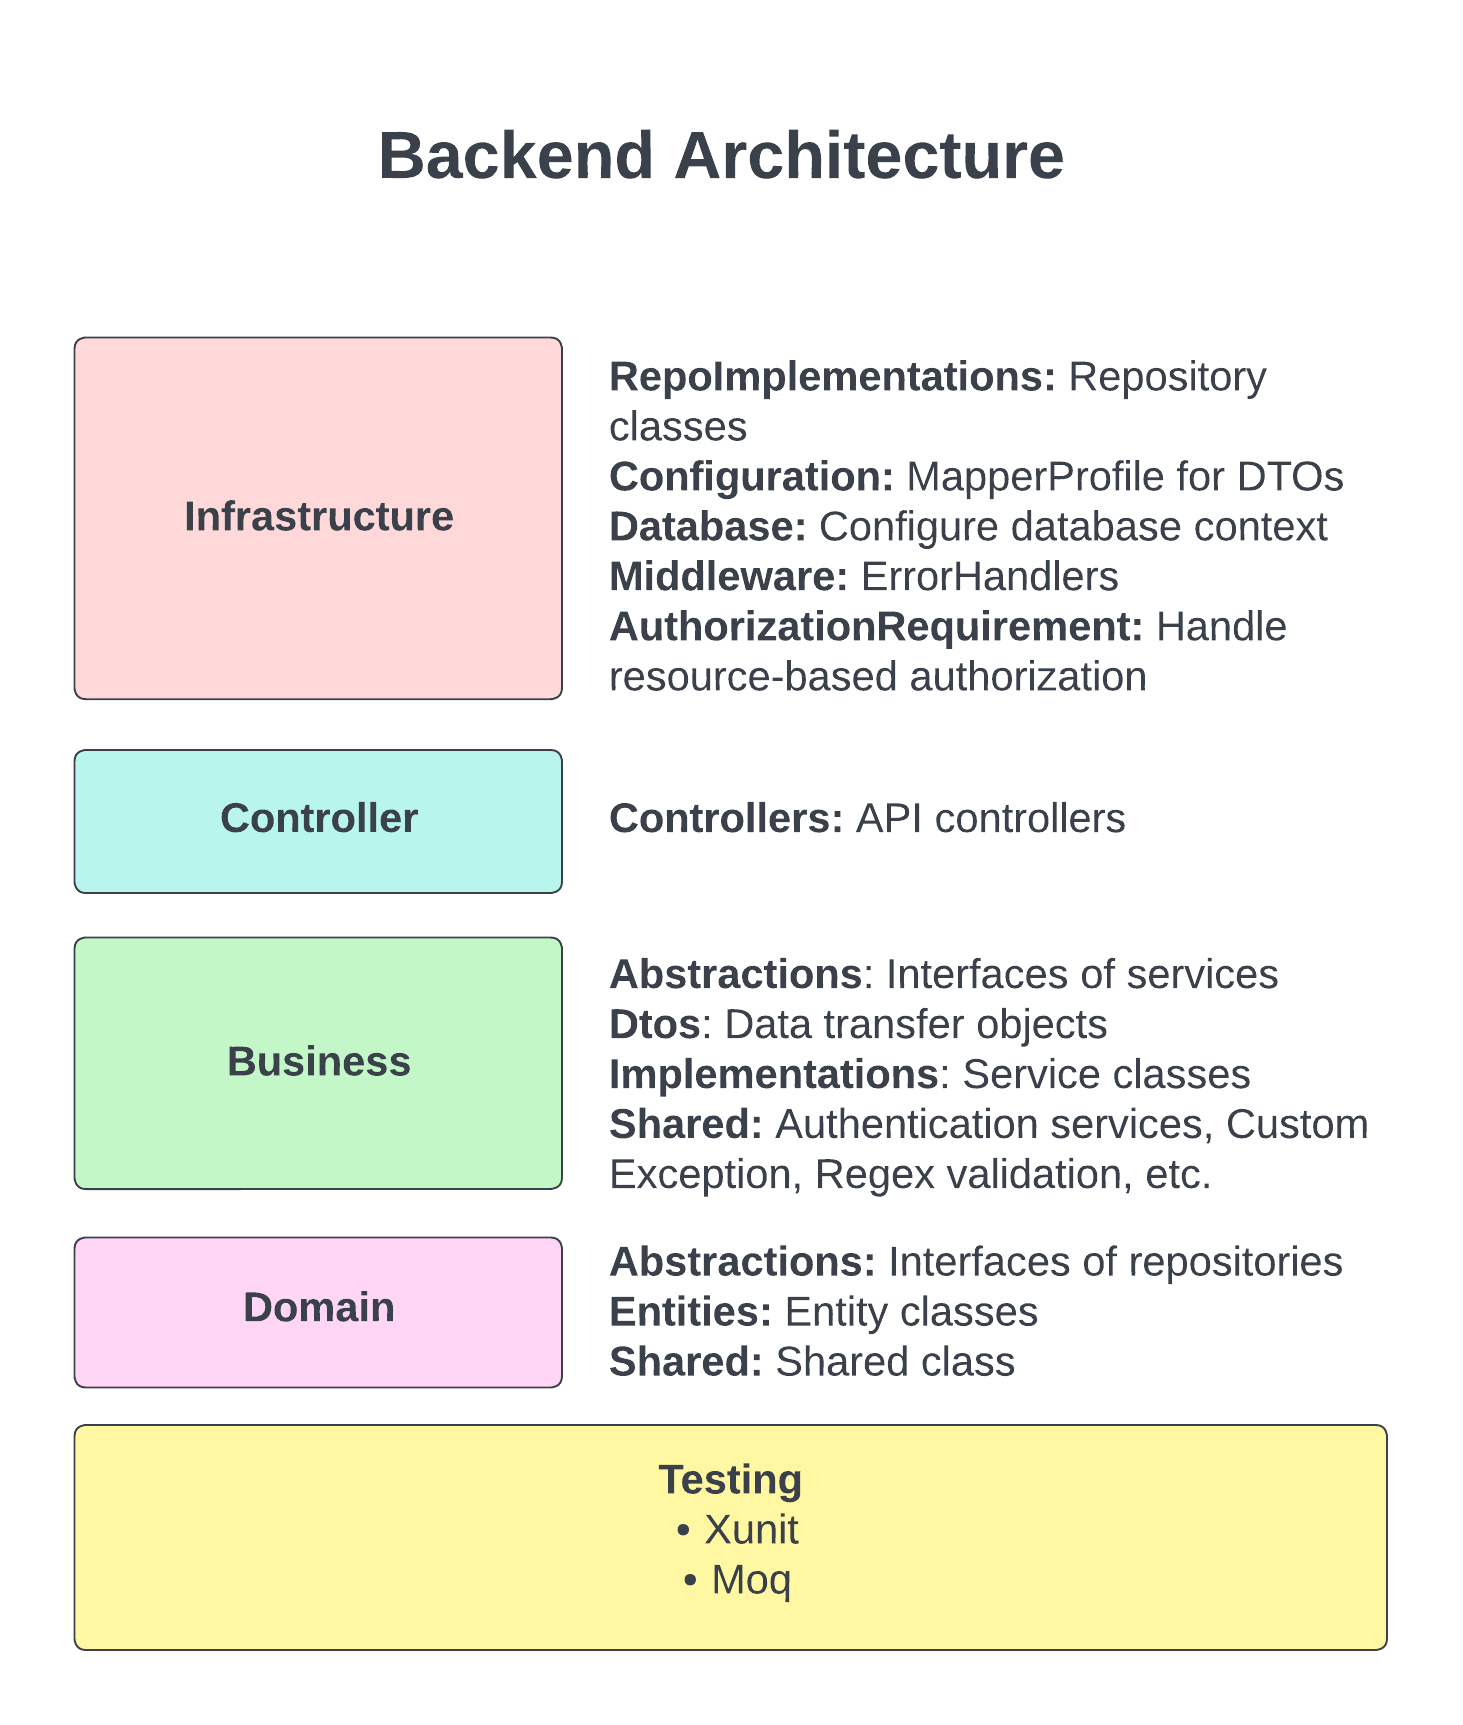 Backend Architecture
Infrastructure
RepoImplementations: Repository
classes
Configuration: MapperProfile for DTOs
Database: Configure database context
Middleware: ErrorHandlers
AuthorizationRequirement: Handle
resource-based authorization
Controller
Controllers: API controllers
Business
Abstractions: Interfaces of services
Dtos: Data transfer objects
Implementations: Service classes
Shared: Authentication services, Custom
Exception, Regex validation, etc.
Domain
Abstractions: Interfaces of repositories
Entities: Entity classes
Shared: Shared class
Testing
• Xunit
• Moq